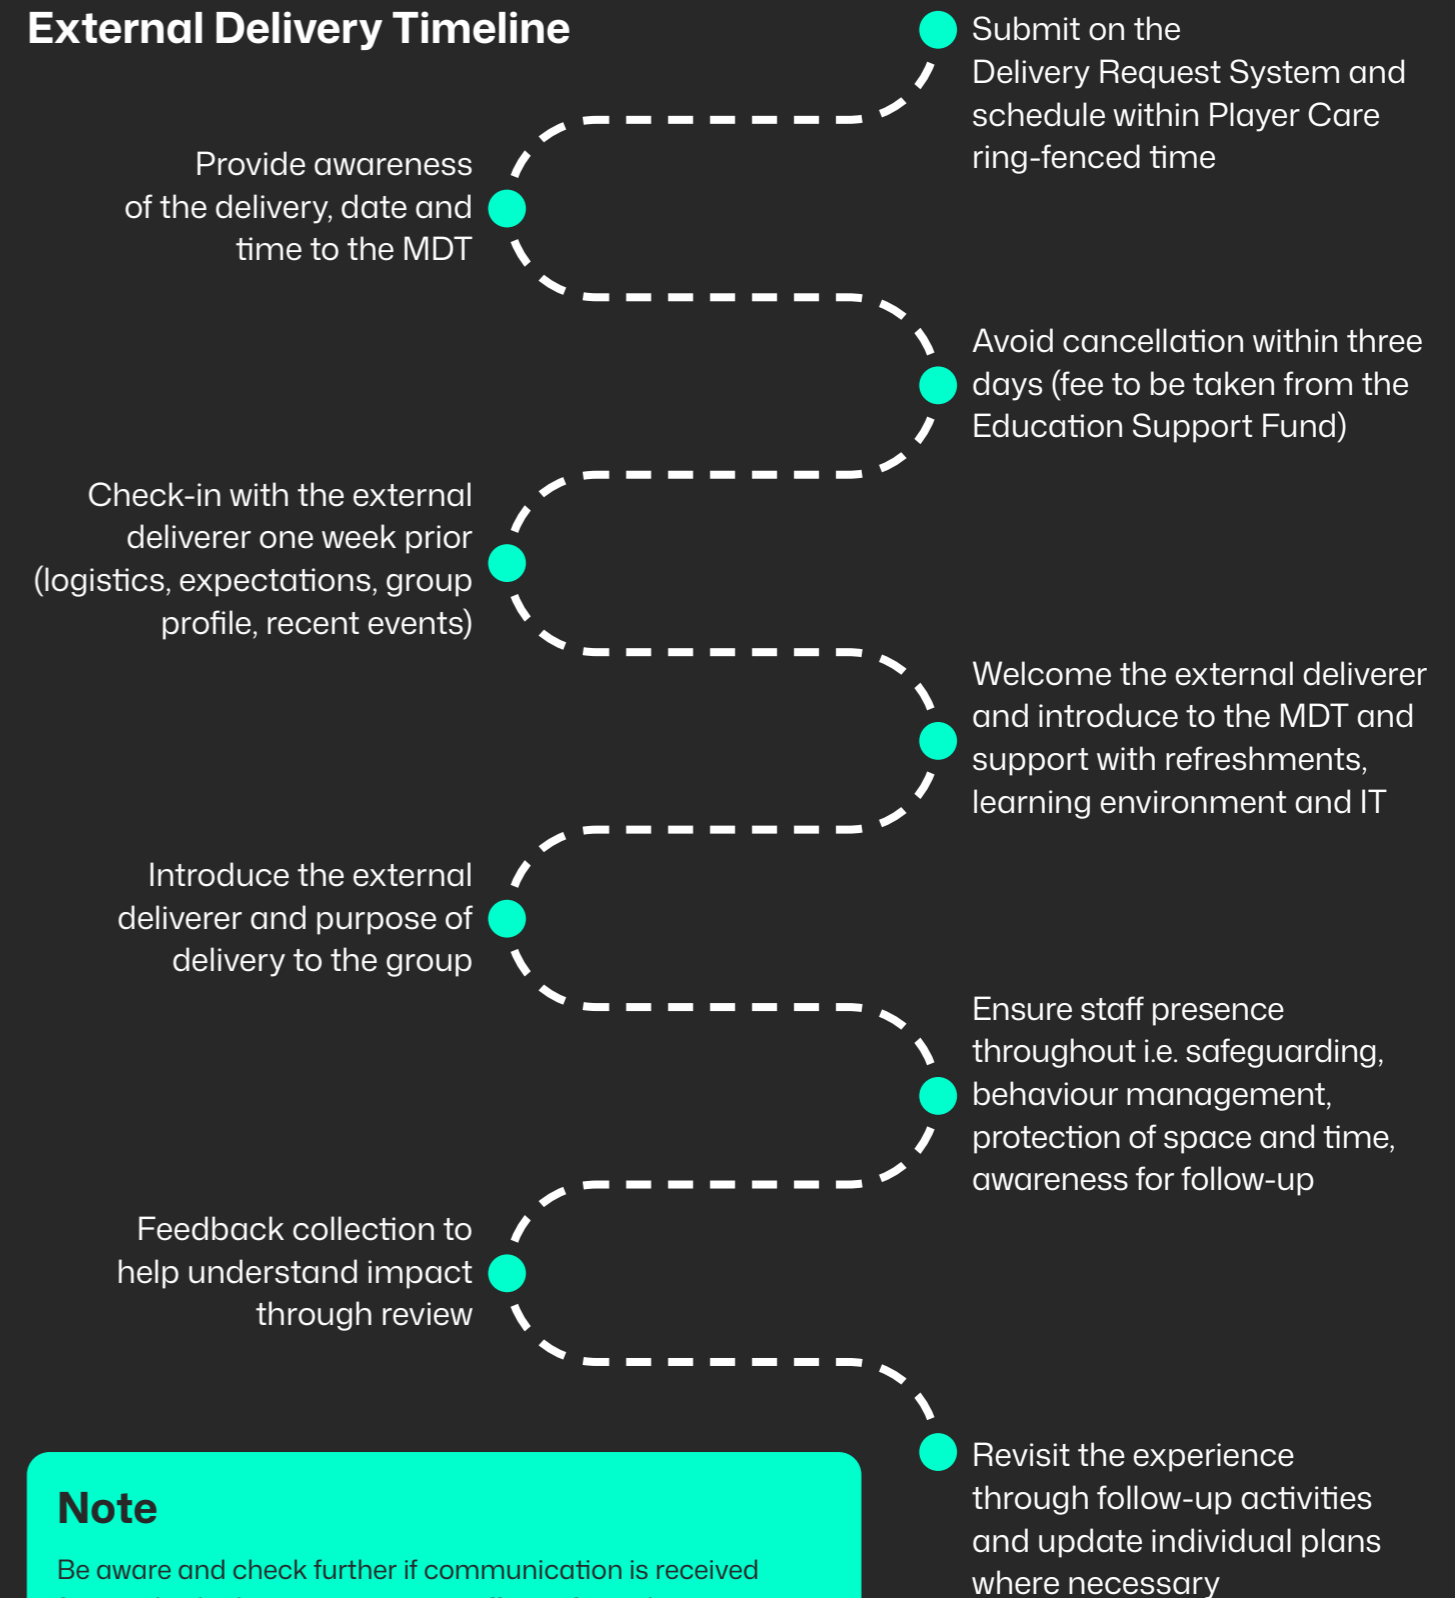 External Delivery Timeline
Submit on the
Delivery Request System and
schedule within Player Care
ring-fenced time
Provide awareness
of the delivery, date and
time to the MDT
Avoid cancellation within three
days (fee to be taken from the
Education Support Fund)
Check-in with the external
deliverer one week prior
(logistics, expectations, group
profile, recent events)
Welcome the external deliverer
and introduce to the MDT and
support with refreshments,
learning environment and IT
Introduce the external
deliverer and purpose of
delivery to the group
Ensure staff presence
throughout i.e. safeguarding,
behaviour management,
protection of space and time,
awareness for follow-up
Feedback collection to
help understand impact
through review
Revisit the experience
through follow-up activities
and update individual plans
where necessary
Note
Be aware and check further if communication is received